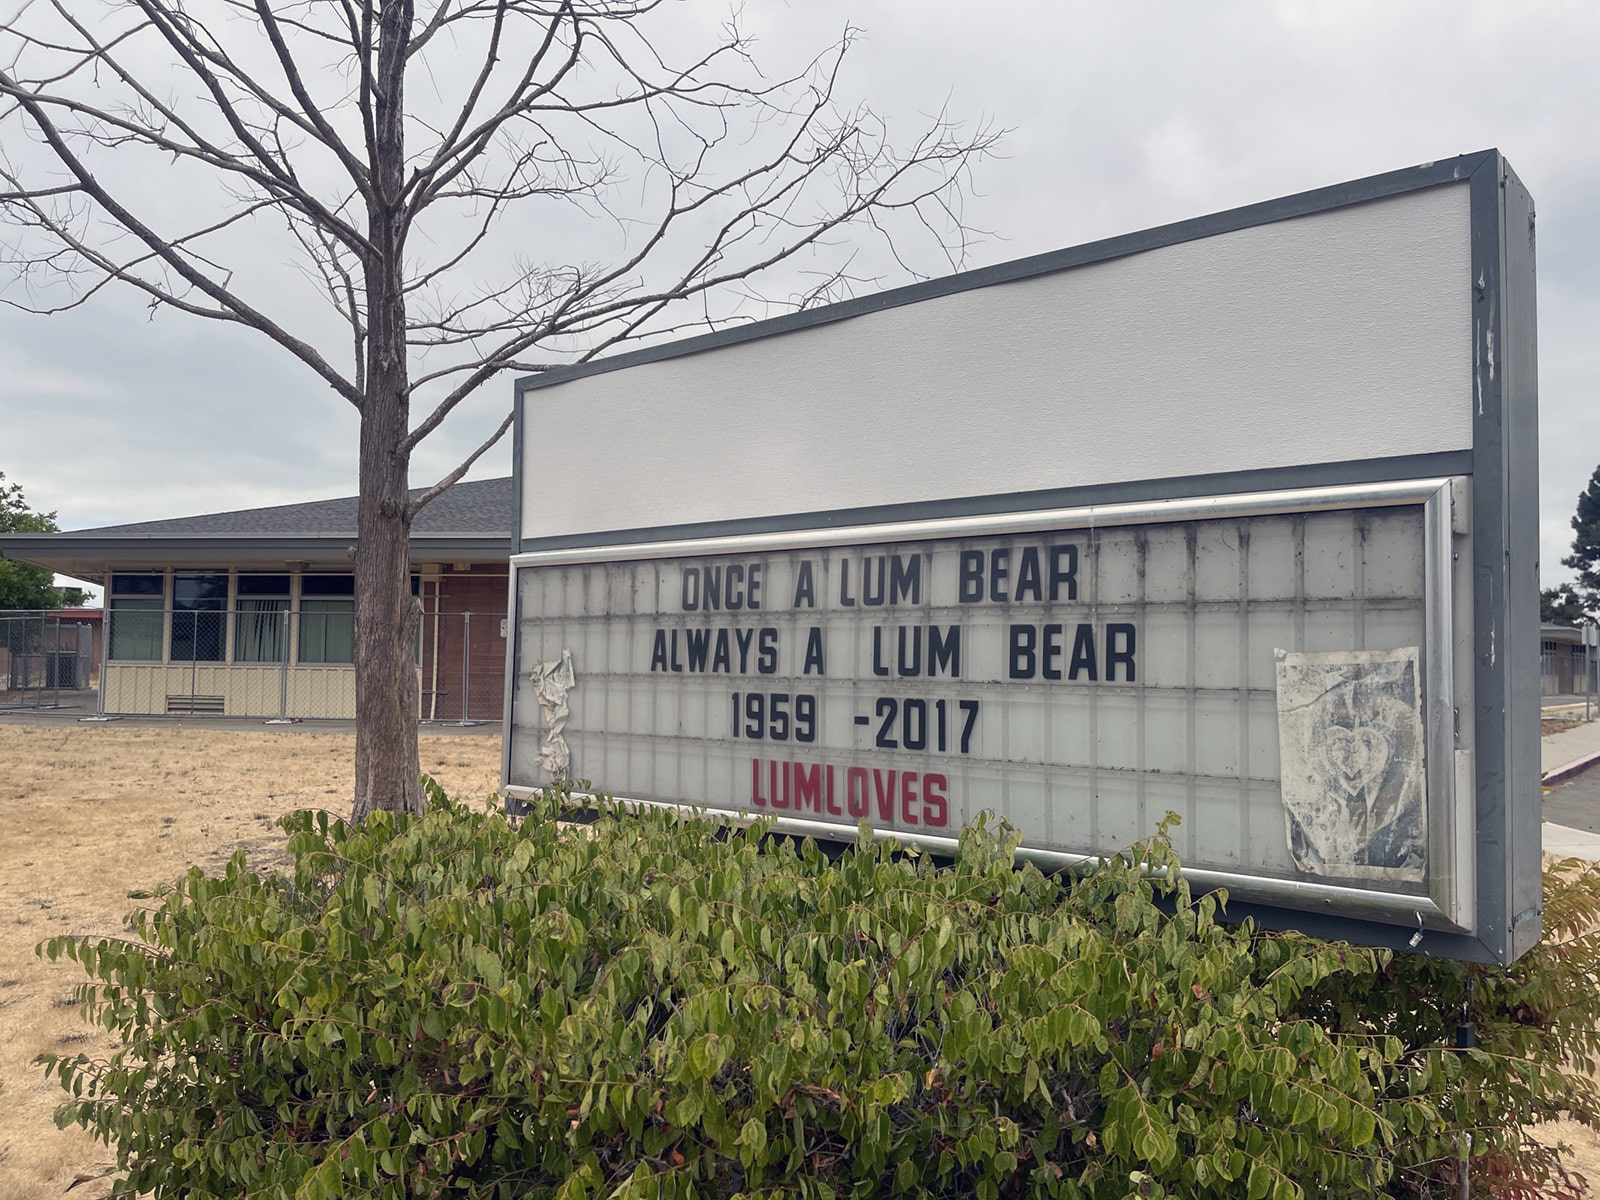 ONCE A LUM BEAR
ALWAYS A LUM BEAR
1959 -2017
LUMLOVES